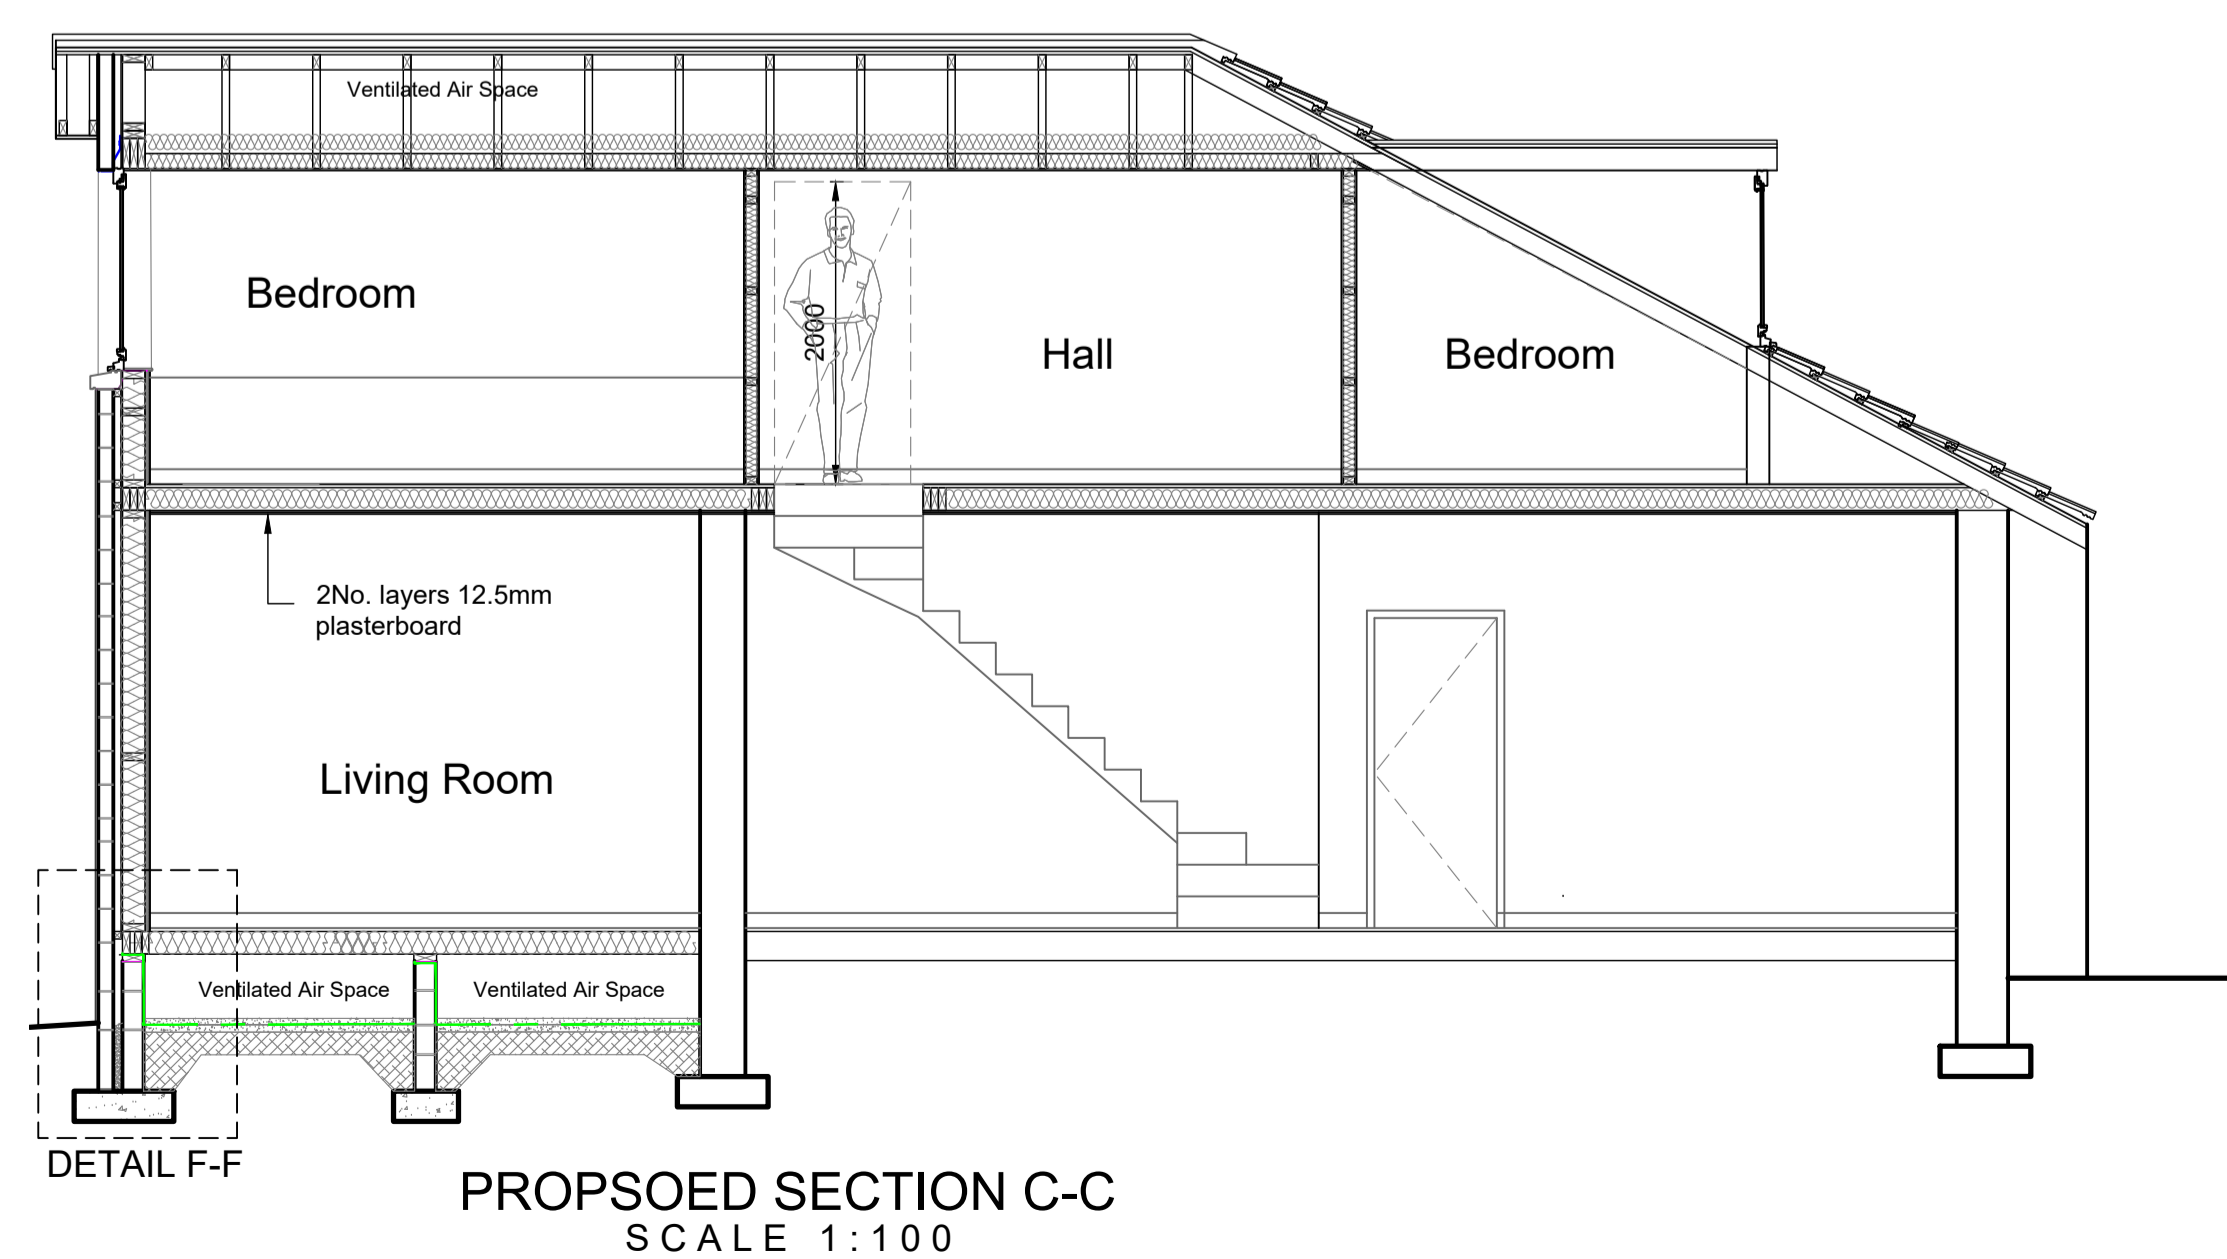 Ventilated Air Space
Bedroom
2000
Hall
Bedroom
2No. layers 12.5mm
plasterboard
Living Room
Ventilated Air Space
Ventilated Air Space
DETAIL F-F
PROPSOED SECTION C-C
SCALE 1:100